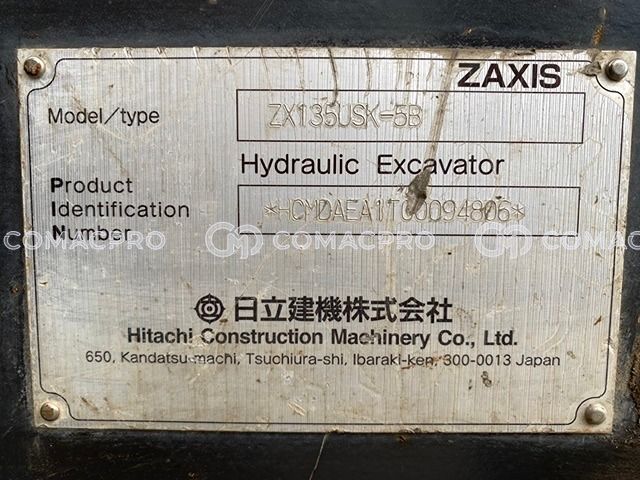 ZAXIS
Model/type ZX135USK-5B
Hydraulic Excavator
Product
Identification *HCMDAEA1T00094806*
Number
COMACPRO COMACPRO COMACPRO
日立建機株式会社
Hitachi Construction Machinery Co., Ltd.
650, Kandatsu-machi, Tsuchiura-shi, Ibaraki-ken, 300-0013 Japan